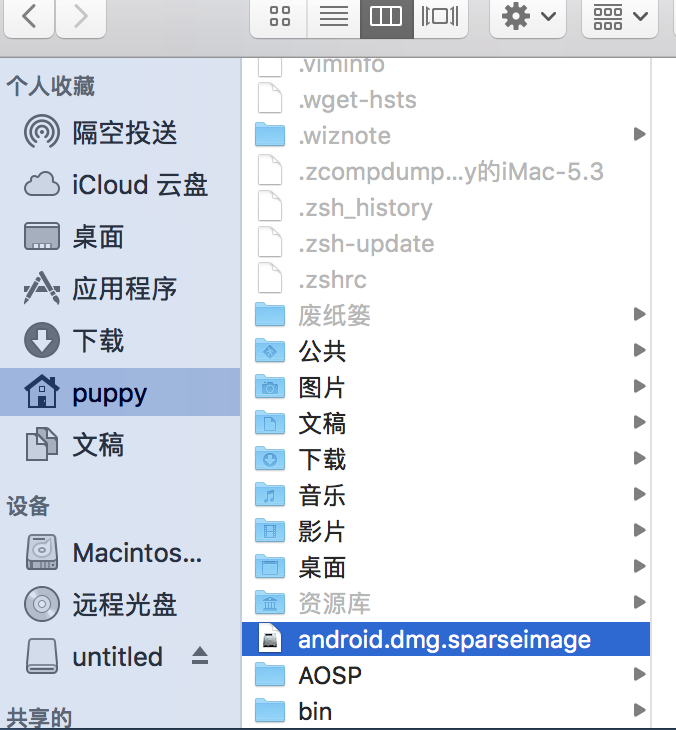 个人收藏
隔空投送
iCloud 云盘
桌面
应用程序
下载
puppy
文稿
设备
Macintos...
远程光盘
untitled
共享的
.viminfo
.wget-hsts
.wiznote
.zcompdump...y的iMac-5.3
.zsh_history
.zsh-update
.zshrc
废纸篓
公共
图片
文稿
下载
音乐
影片
桌面
资源库
android.dmg.sparseimage
AOSP
bin